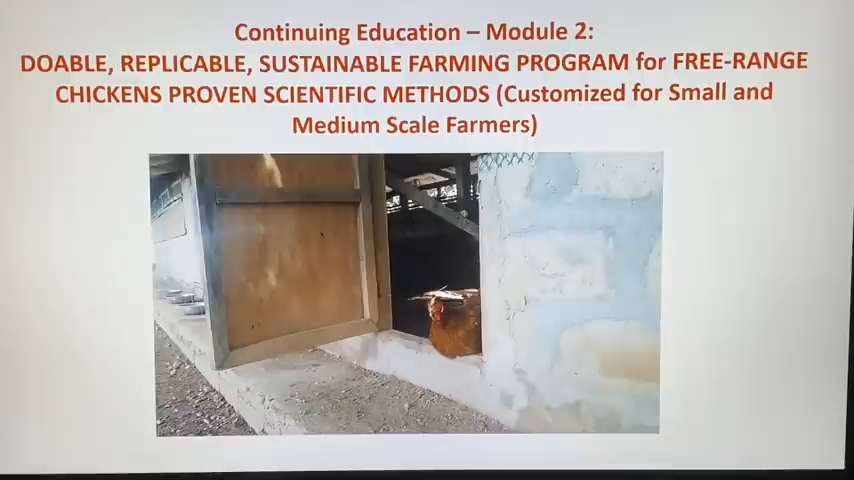 Continuing Education – Module 2:
DOABLE, REPLICABLE, SUSTAINABLE FARMING PROGRAM for FREE-RANGE
CHICKENS PROVEN SCIENTIFIC METHODS (Customized for Small and
Medium Scale Farmers)